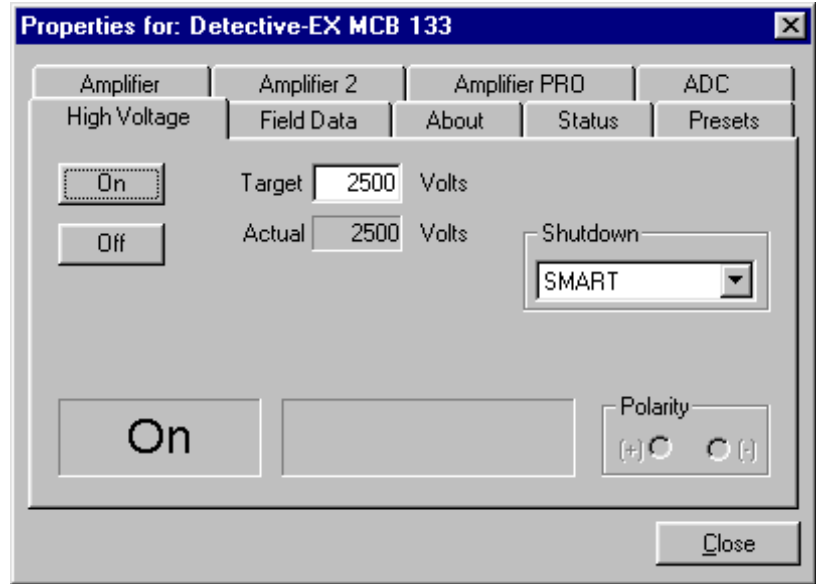 Properties for: Detective-EX MCB 133
Amplifier Amplifier 2 Amplifier PRO ADC
High Voltage Field Data About Status Presets
On Target 2500 Volts
Off Actual 2500 Volts
Shutdown
SMART
On
Polarity
(+) (-)
Close